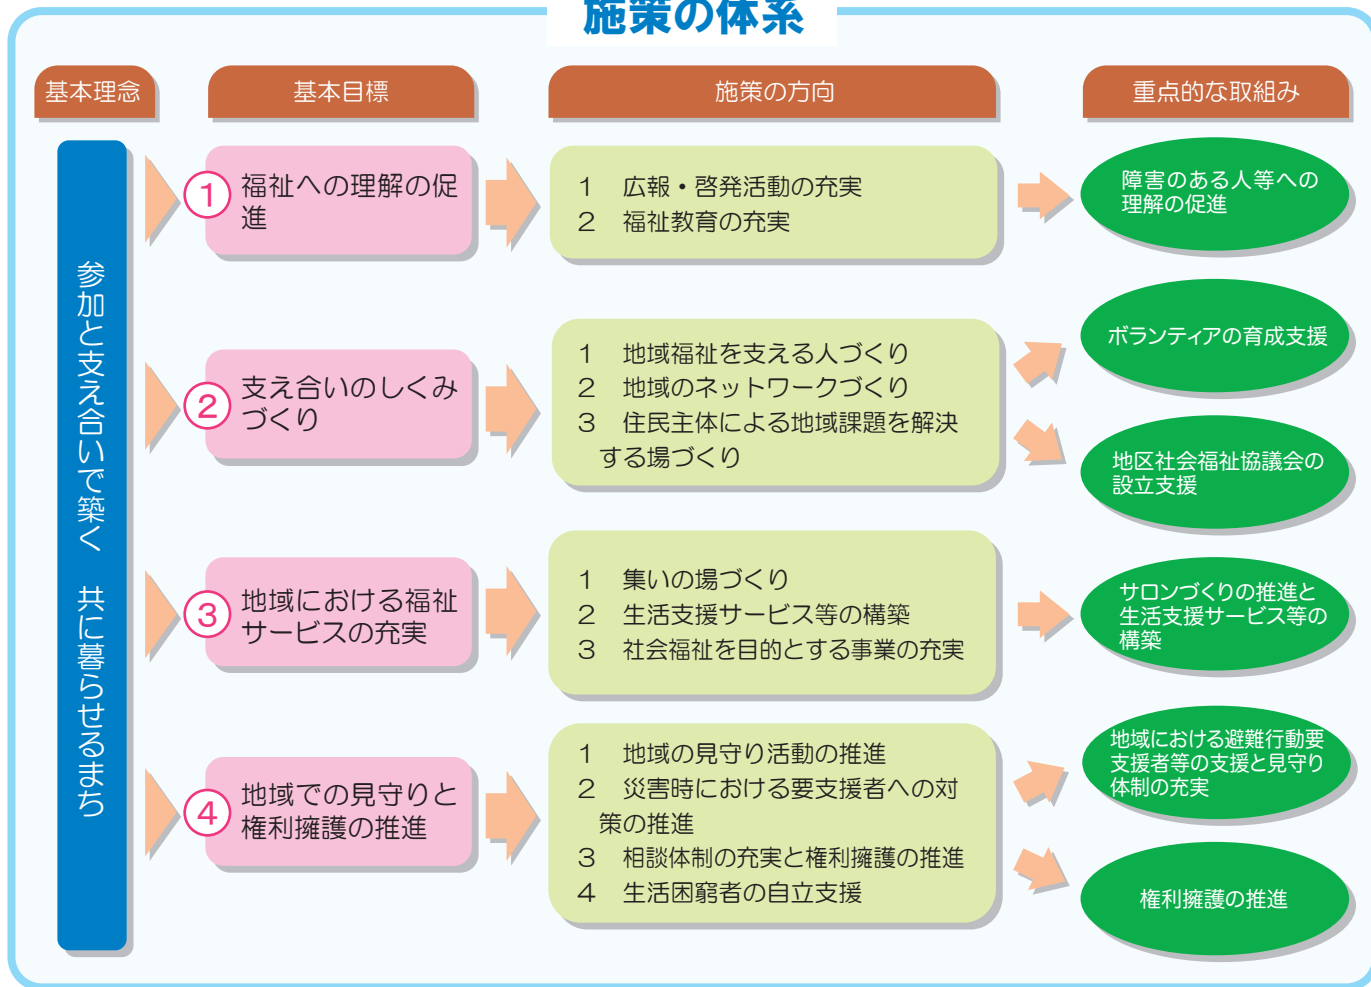 施策の体系
基本理念
基本目標
施策の方向
重点的な取組み
参加と支え合いで築く　共に暮らせるまち
①
福祉への理解の促
進
1　広報・啓発活動の充実
2　福祉教育の充実
障害のある人等への
理解の促進
②
支え合いのしくみ
づくり
1　地域福祉を支える人づくり
2　地域のネットワークづくり
3　住民主体による地域課題を解決
する場づくり
ボランティアの育成支援
地区社会福祉協議会の
設立支援
③
地域における福祉
サービスの充実
1　集いの場づくり
2　生活支援サービス等の構築
3　社会福祉を目的とする事業の充実
サロンづくりの推進と
生活支援サービス等の
構築
④
地域での見守りと
権利擁護の推進
1　地域の見守り活動の推進
2　災害時における要支援者への対
策の推進
3　相談体制の充実と権利擁護の推進
4　生活困窮者の自立支援
地域における避難行動要
支援者等の支援と見守り
体制の充実
権利擁護の推進